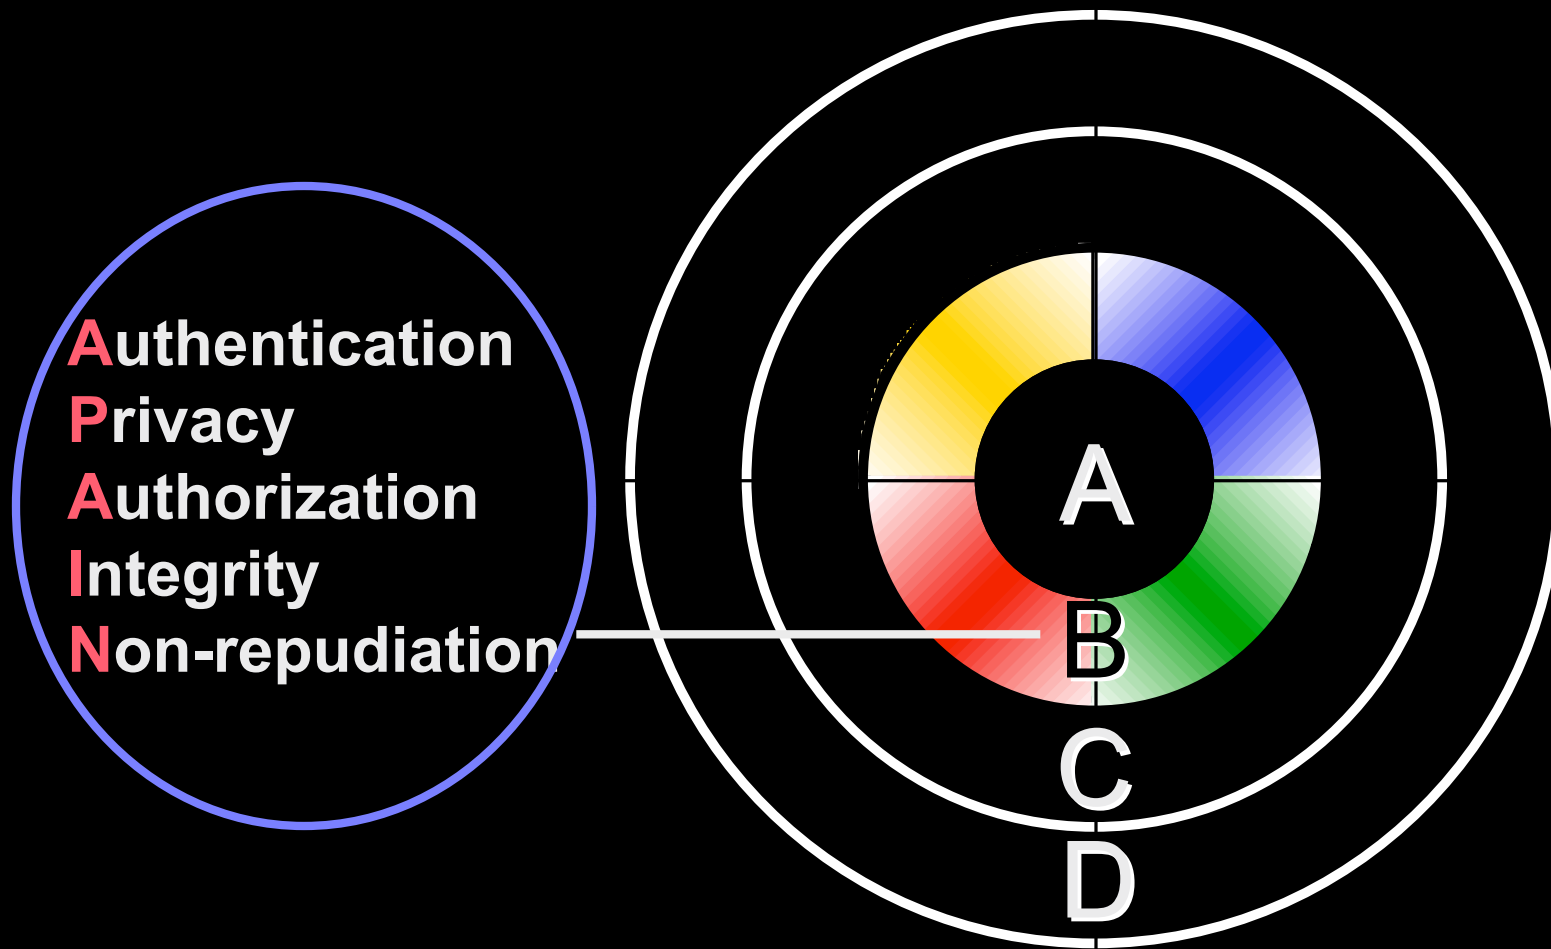 Authentication
Privacy
Authorization
Integrity
Non-repudiation
A
B
C
D